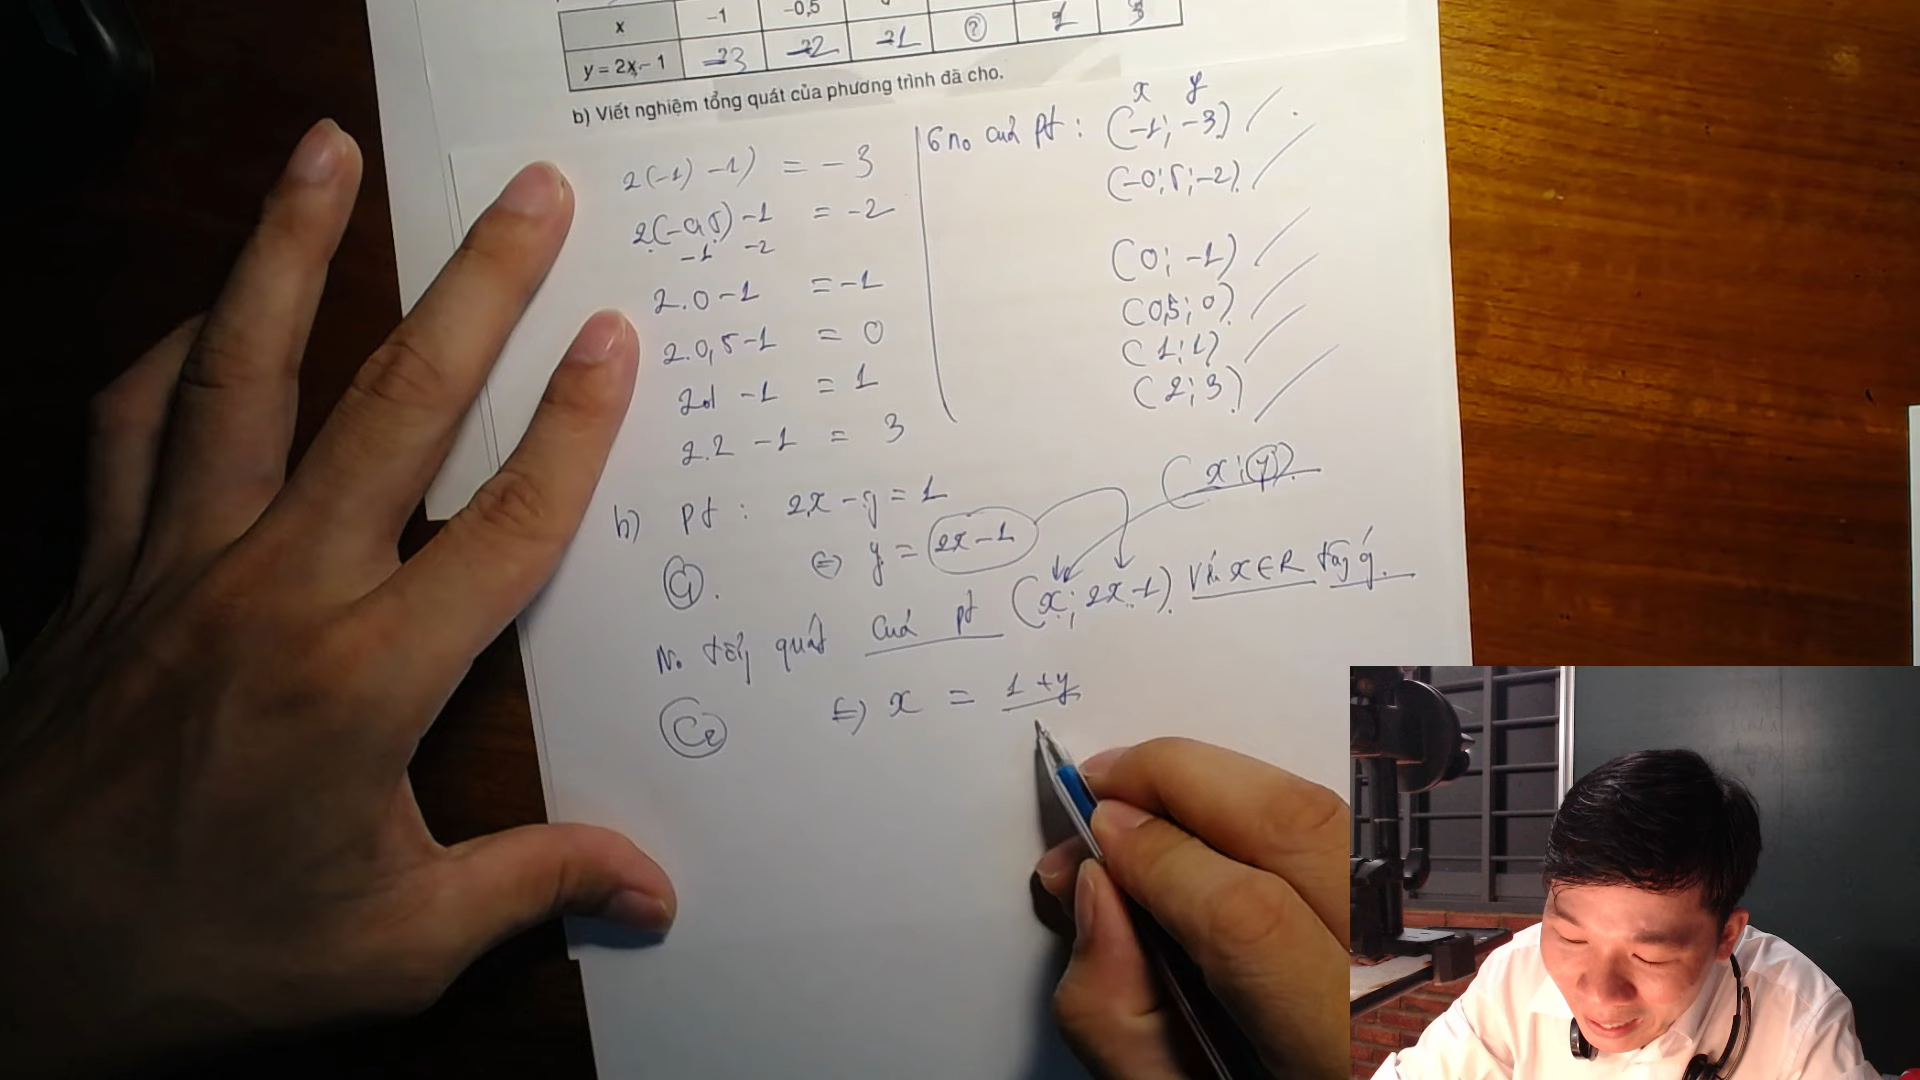 x -1 -0,5
y = 2x - 1 -3 -2 -1 ? 1 3
b) Viết nghiệm tổng quát của phương trình đã cho.
x y
2(-1) -1) = -3
6 no của pt : (-1; -3)
(-0,5; -2)
2(-0,5) -1 = -2
-1 -2
(0; -1)
2.0-1 = -1
(0,5; 0)
2.0,5-1 = 0
(1; 1)
2.1 -1 = 1
(2; 3)
2.2 -1 = 3
(x; y)
b) pt : 2x - y = 1
⇔ y = 2x-1
C1.
No tổng quát của pt (x; 2x-1) với x∈R tùy ý.
C2 ⇔ x = 1+y